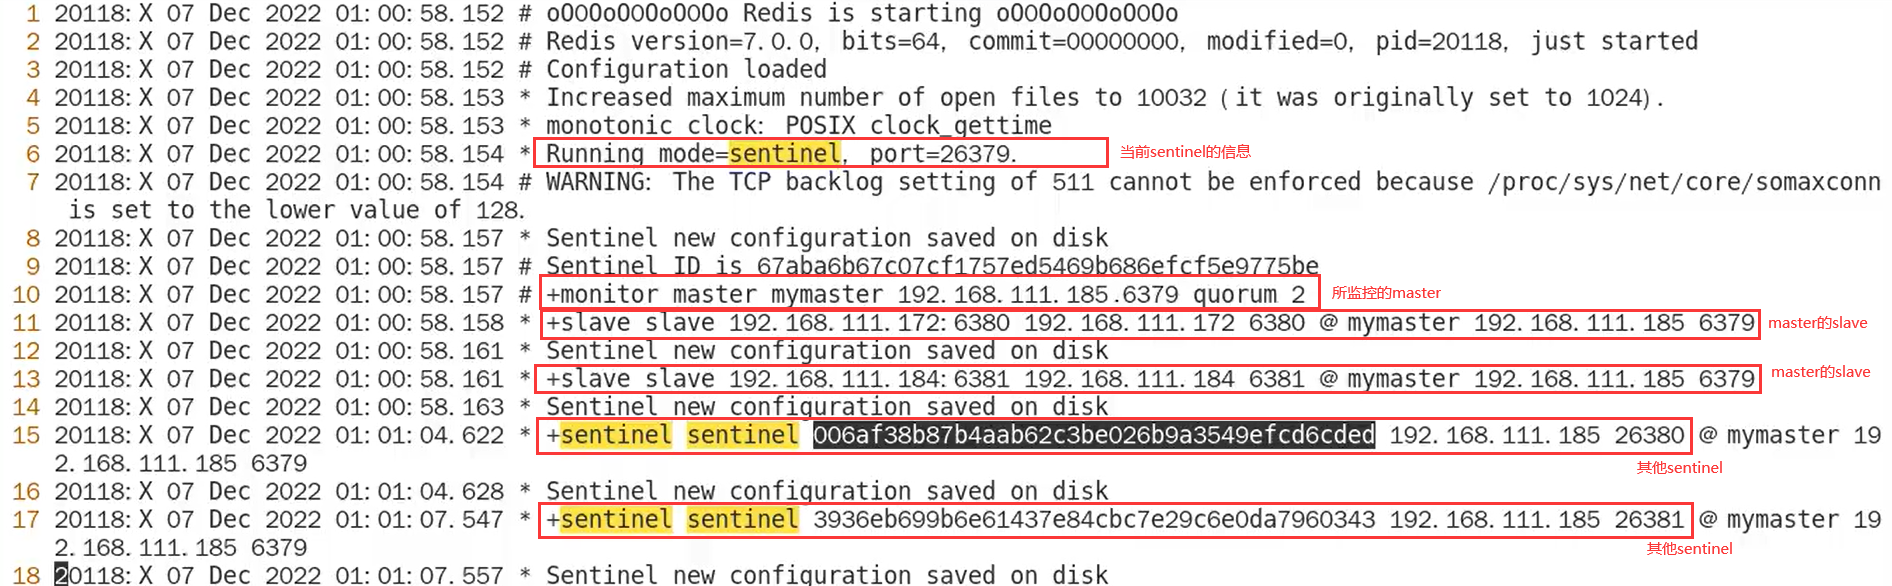 1 20118:X 07 Dec 2022 01:00:58.152 # oO0OoO0OoO0Oo Redis is starting oO0OoO0OoO0Oo
2 20118:X 07 Dec 2022 01:00:58.152 # Redis version=7.0.0, bits=64, commit=00000000, modified=0, pid=20118, just started
3 20118:X 07 Dec 2022 01:00:58.152 # Configuration loaded
4 20118:X 07 Dec 2022 01:00:58.153 * Increased maximum number of open files to 10032 (it was originally set to 1024).
5 20118:X 07 Dec 2022 01:00:58.153 * monotonic clock: POSIX clock_gettime
6 20118:X 07 Dec 2022 01:00:58.154 * Running mode=sentinel, port=26379. 当前sentinel的信息
7 20118:X 07 Dec 2022 01:00:58.154 # WARNING: The TCP backlog setting of 511 cannot be enforced because /proc/sys/net/core/somaxconn
is set to the lower value of 128.
8 20118:X 07 Dec 2022 01:00:58.157 * Sentinel new configuration saved on disk
9 20118:X 07 Dec 2022 01:00:58.157 # Sentinel ID is 67aba6b67c07cf1757ed5469b686efcf5e9775be
10 20118:X 07 Dec 2022 01:00:58.157 # +monitor master mymaster 192.168.111.185.6379 quorum 2 所监控的master
11 20118:X 07 Dec 2022 01:00:58.158 * +slave slave 192.168.111.172:6380 192.168.111.172 6380 @ mymaster 192.168.111.185 6379 master的slave
12 20118:X 07 Dec 2022 01:00:58.161 * Sentinel new configuration saved on disk
13 20118:X 07 Dec 2022 01:00:58.161 * +slave slave 192.168.111.184:6381 192.168.111.184 6381 @ mymaster 192.168.111.185 6379 master的slave
14 20118:X 07 Dec 2022 01:00:58.163 * Sentinel new configuration saved on disk
15 20118:X 07 Dec 2022 01:01:04.622 * +sentinel sentinel 006af38b87b4aab62c3be026b9a3549efcd6cded 192.168.111.185 26380 @ mymaster 19
2.168.111.185 6379 其他sentinel
16 20118:X 07 Dec 2022 01:01:04.628 * Sentinel new configuration saved on disk
17 20118:X 07 Dec 2022 01:01:07.547 * +sentinel sentinel 3936eb699b6e61437e84cbc7e29c6e0da7960343 192.168.111.185 26381 @ mymaster 19
2.168.111.185 6379 其他sentinel
18 20118:X 07 Dec 2022 01:01:07.557 * Sentinel new configuration saved on disk